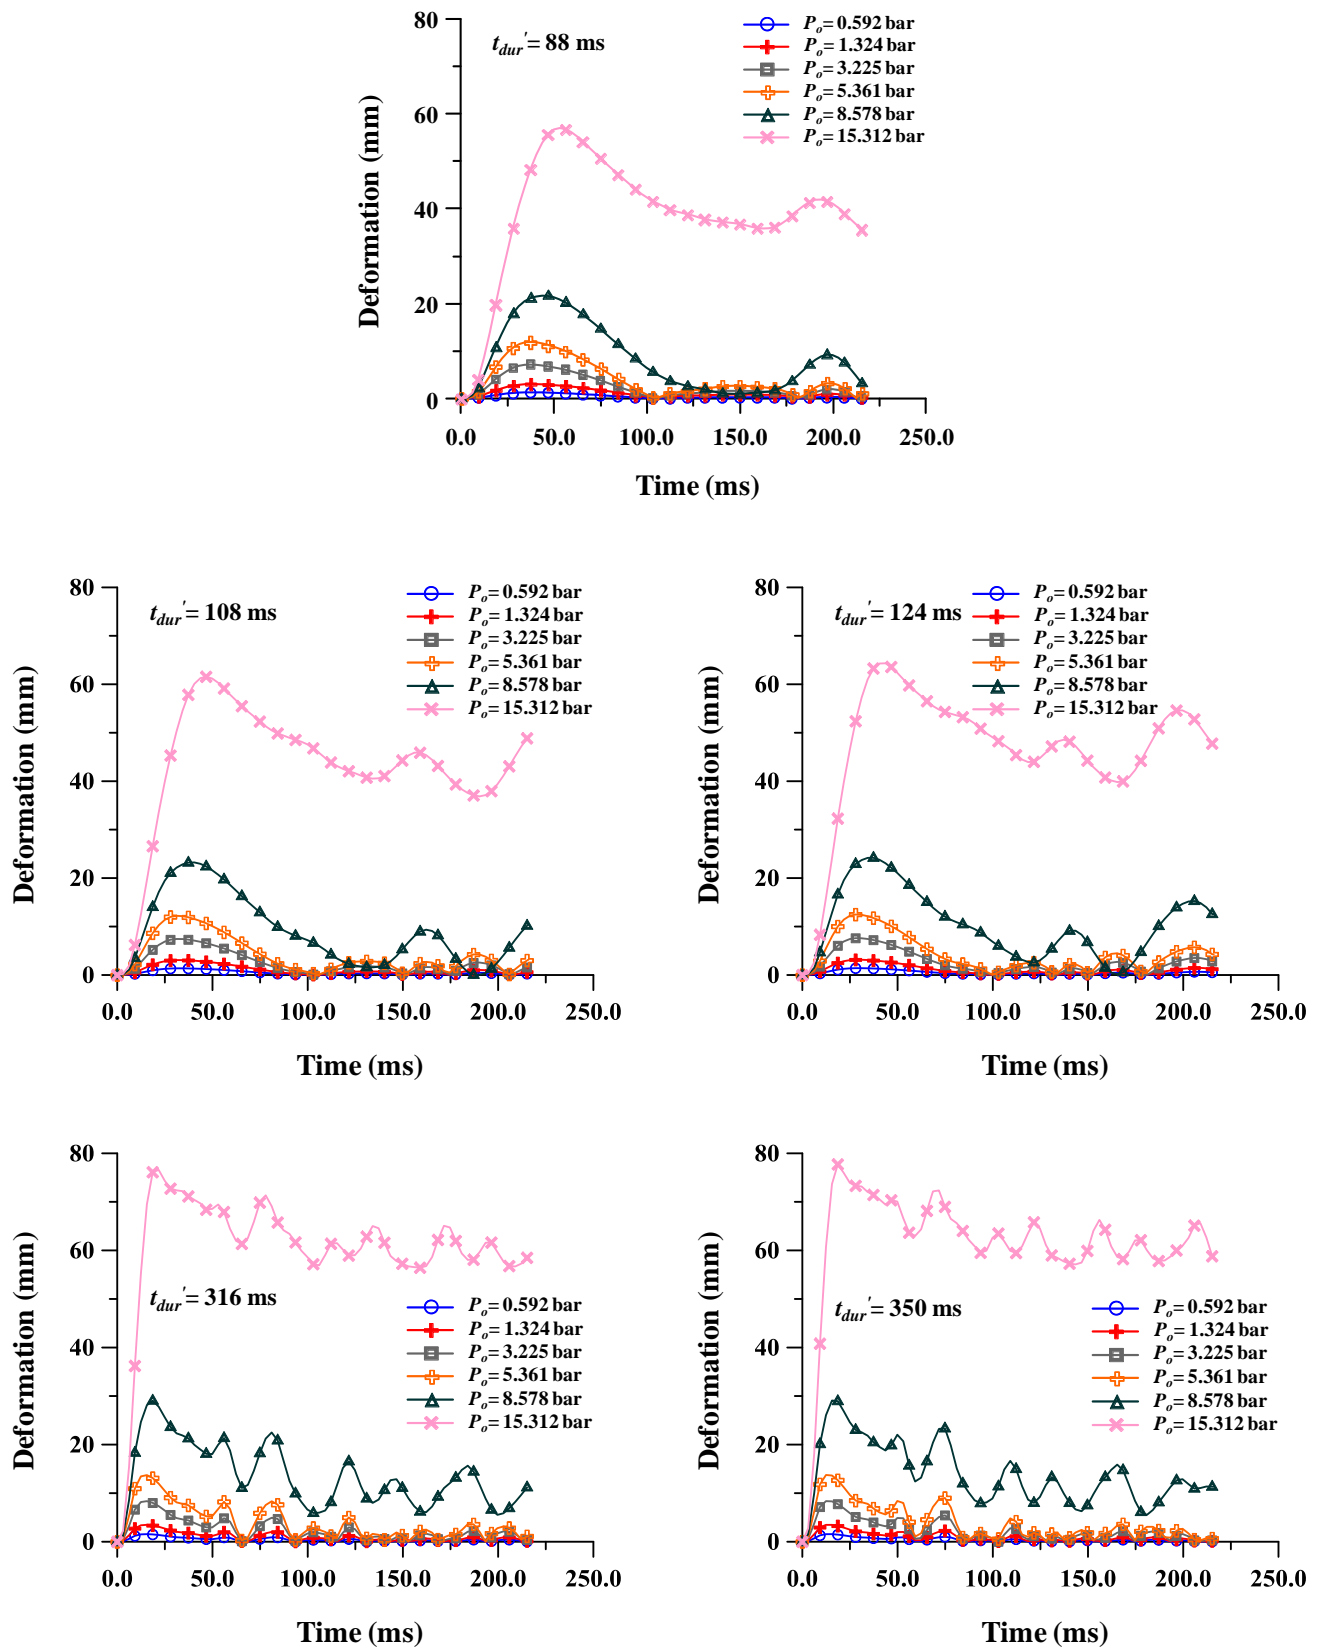 80
60
40
20
0
Deformation (mm)
t_dur'= 88 ms
P_o= 0.592 bar
P_o= 1.324 bar
P_o= 3.225 bar
P_o= 5.361 bar
P_o= 8.578 bar
P_o= 15.312 bar
0.0 50.0 100.0 150.0 200.0 250.0
Time (ms)
80
60
40
20
0
Deformation (mm)
t_dur'= 108 ms
P_o= 0.592 bar
P_o= 1.324 bar
P_o= 3.225 bar
P_o= 5.361 bar
P_o= 8.578 bar
P_o= 15.312 bar
0.0 50.0 100.0 150.0 200.0 250.0
Time (ms)
80
60
40
20
0
Deformation (mm)
t_dur'= 124 ms
P_o= 0.592 bar
P_o= 1.324 bar
P_o= 3.225 bar
P_o= 5.361 bar
P_o= 8.578 bar
P_o= 15.312 bar
0.0 50.0 100.0 150.0 200.0 250.0
Time (ms)
80
60
40
20
0
Deformation (mm)
t_dur'= 316 ms
P_o= 0.592 bar
P_o= 1.324 bar
P_o= 3.225 bar
P_o= 5.361 bar
P_o= 8.578 bar
P_o= 15.312 bar
0.0 50.0 100.0 150.0 200.0 250.0
Time (ms)
80
60
40
20
0
Deformation (mm)
t_dur'= 350 ms
P_o= 0.592 bar
P_o= 1.324 bar
P_o= 3.225 bar
P_o= 5.361 bar
P_o= 8.578 bar
P_o= 15.312 bar
0.0 50.0 100.0 150.0 200.0 250.0
Time (ms)